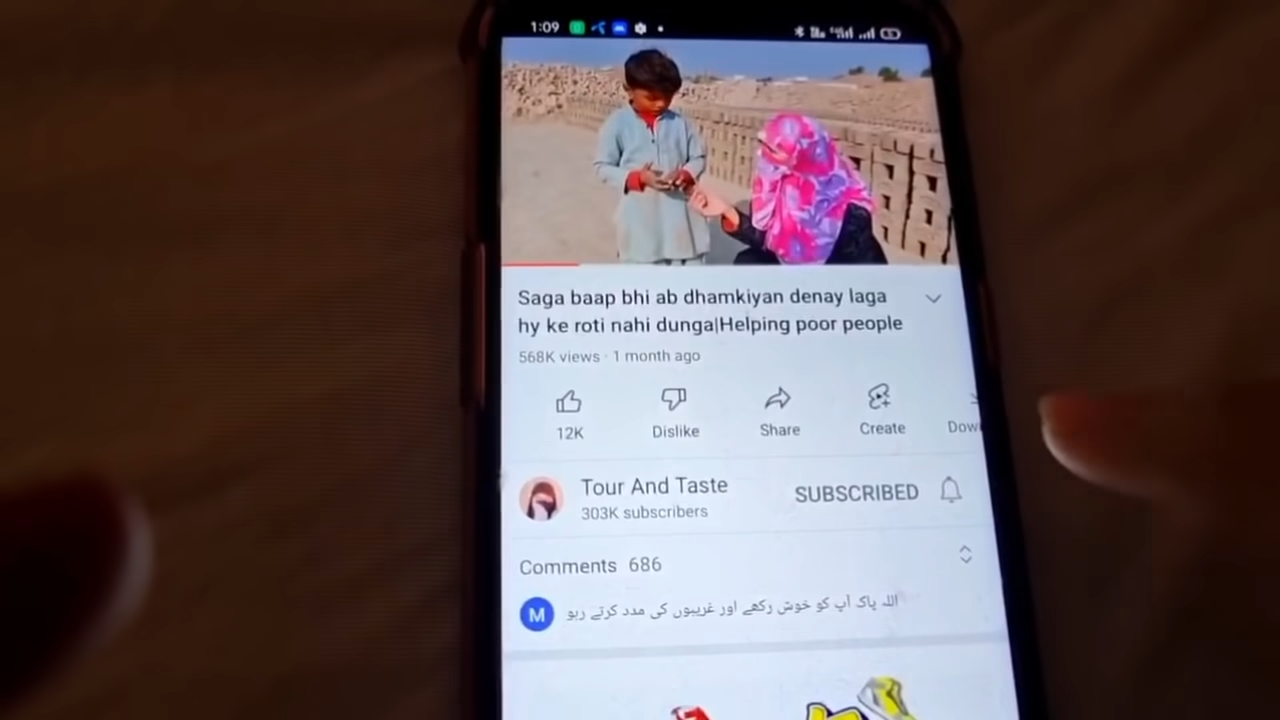 1:09
Saga baap bhi ab dhamkiyan denay laga
hy ke roti nahi dunga|Helping poor people
568K views · 1 month ago
12K
Dislike
Share
Create
Dow
Tour And Taste
303K subscribers
SUBSCRIBED
Comments 686
M
اللہ پاک آپ کو خوش رکھے اور غریبوں کی مدد کرتے رہو